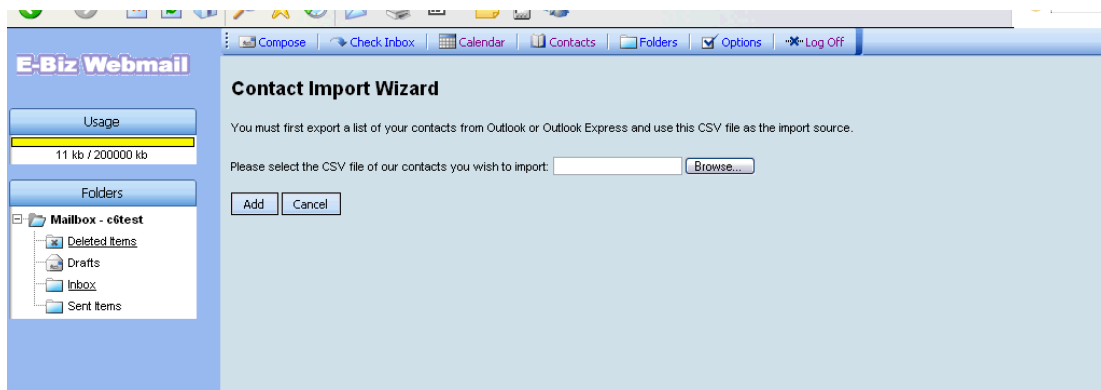 Compose Check Inbox Calendar Contacts Folders Options Log Off
E-Biz Webmail
Contact Import Wizard
Usage
You must first export a list of your contacts from Outlook or Outlook Express and use this CSV file as the import source.
11 kb / 200000 kb
Please select the CSV file of our contacts you wish to import: Browse...
Folders
Add Cancel
Mailbox - c6test
Deleted Items
Drafts
Inbox
Sent Items